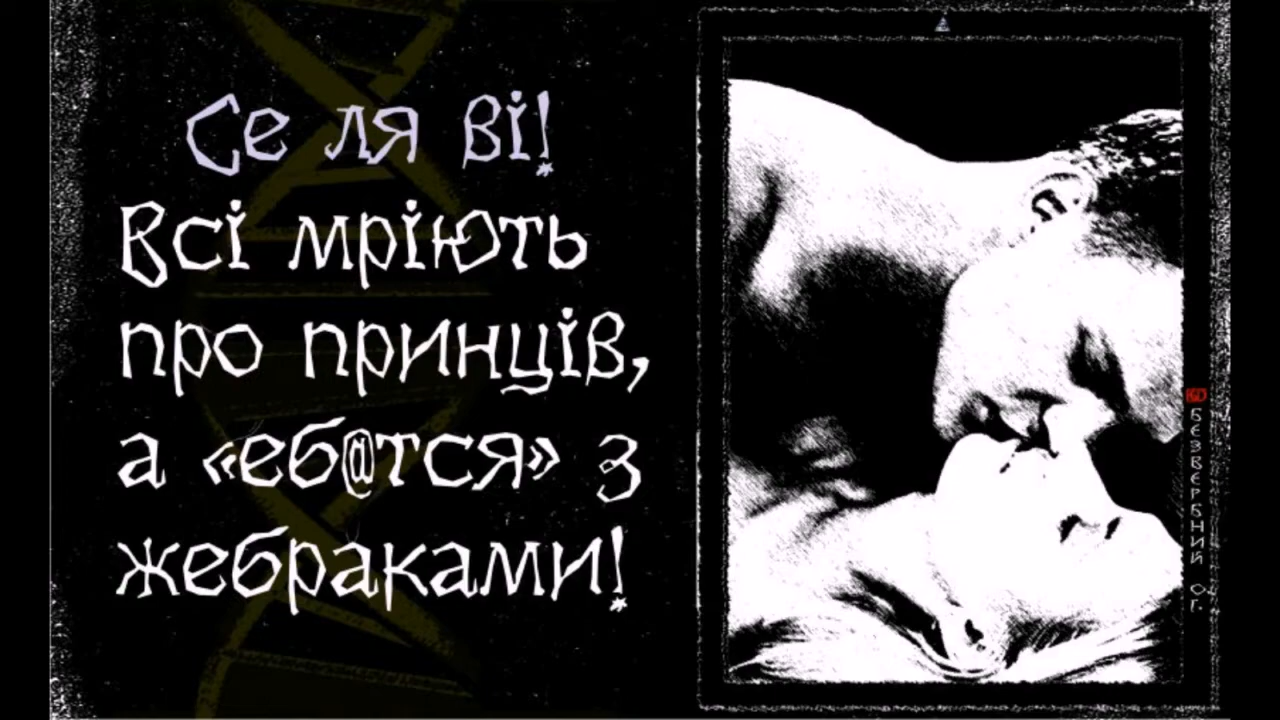 Се ля ві!
Всі мріють
про принців,
а «еб@тся» з
жебраками!
БЕЗВЕРБНИЙ О.Г.